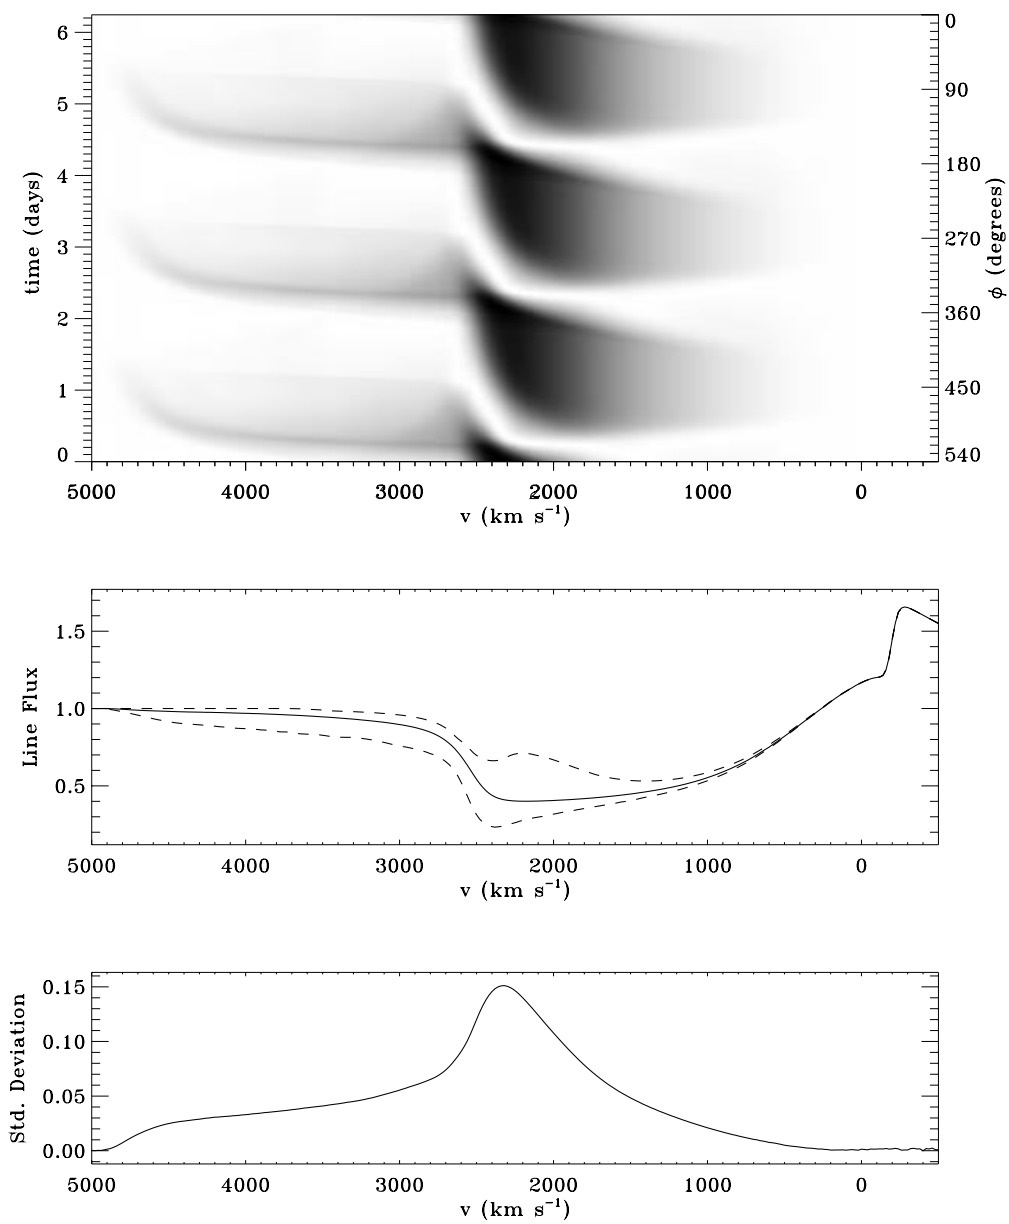 6
5
4
3
2
1
0
time (days)
0
90
180
270
360
450
540
ϕ (degrees)
5000 4000 3000 2000 1000 0
v (km s⁻¹)
1.5
1.0
0.5
Line Flux
5000 4000 3000 2000 1000 0
v (km s⁻¹)
0.15
0.10
0.05
0.00
Std. Deviation
5000 4000 3000 2000 1000 0
v (km s⁻¹)